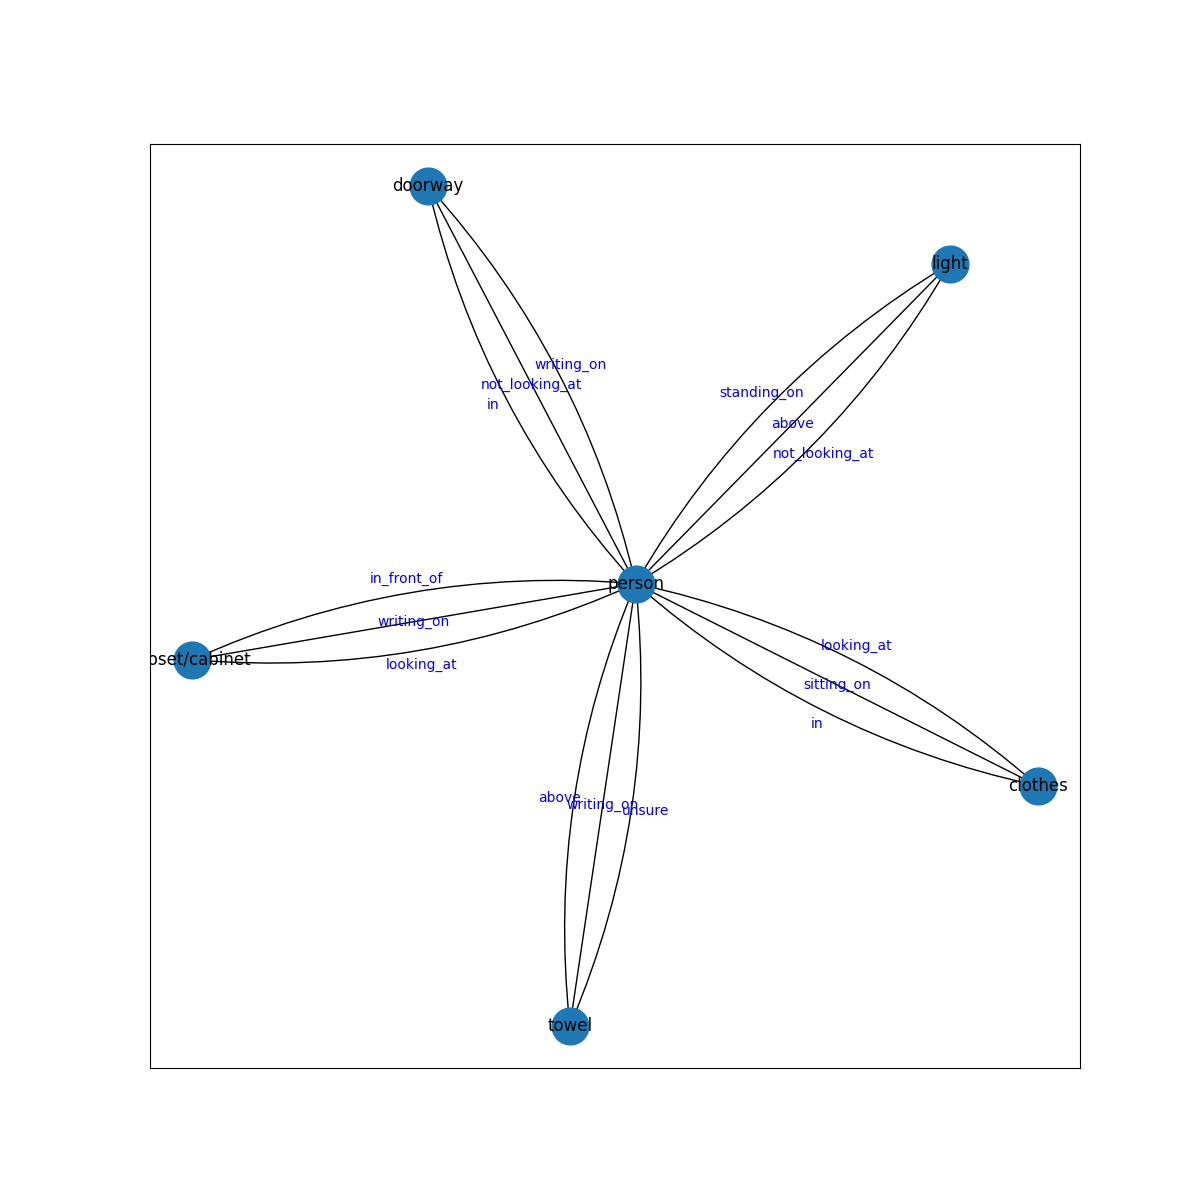 doorway
light
writing_on
not_looking_at
in
standing_on
above
not_looking_at
in_front_of
person
writing_on
looking_at
oset/cabinet
looking_at
sitting_on
in
clothes
above
writing_on
unsure
towel